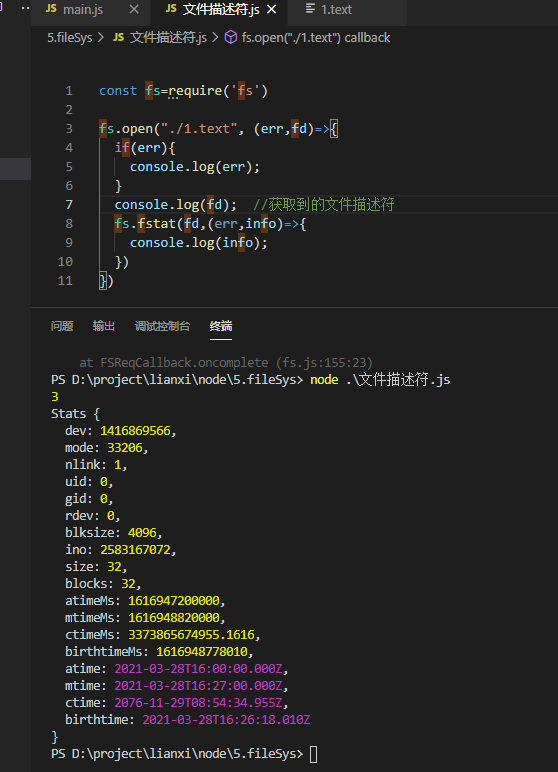 main.js 文件描述符.js 1.text
5.fileSys > 文件描述符.js > fs.open("./1.text") callback
1 const fs=require('fs')
2
3 fs.open("./1.text", (err,fd)=>{
4 if(err){
5 console.log(err);
6 }
7 console.log(fd); //获取到的文件描述符
8 fs.fstat(fd,(err,info)=>{
9 console.log(info);
10 })
11 })
问题 输出 调试控制台 终端
at FSReqCallback.oncomplete (fs.js:155:23)
PS D:\project\lianxi\node\5.fileSys> node .\文件描述符.js
3
Stats {
dev: 1416869566,
mode: 33206,
nlink: 1,
uid: 0,
gid: 0,
rdev: 0,
blksize: 4096,
ino: 2583167072,
size: 32,
blocks: 32,
atimeMs: 1616947200000,
mtimeMs: 1616948820000,
ctimeMs: 3373865674955.1616,
birthtimeMs: 1616948778010,
atime: 2021-03-28T16:00:00.000Z,
mtime: 2021-03-28T16:27:00.000Z,
ctime: 2076-11-29T08:54:34.955Z,
birthtime: 2021-03-28T16:26:18.010Z
}
PS D:\project\lianxi\node\5.fileSys>